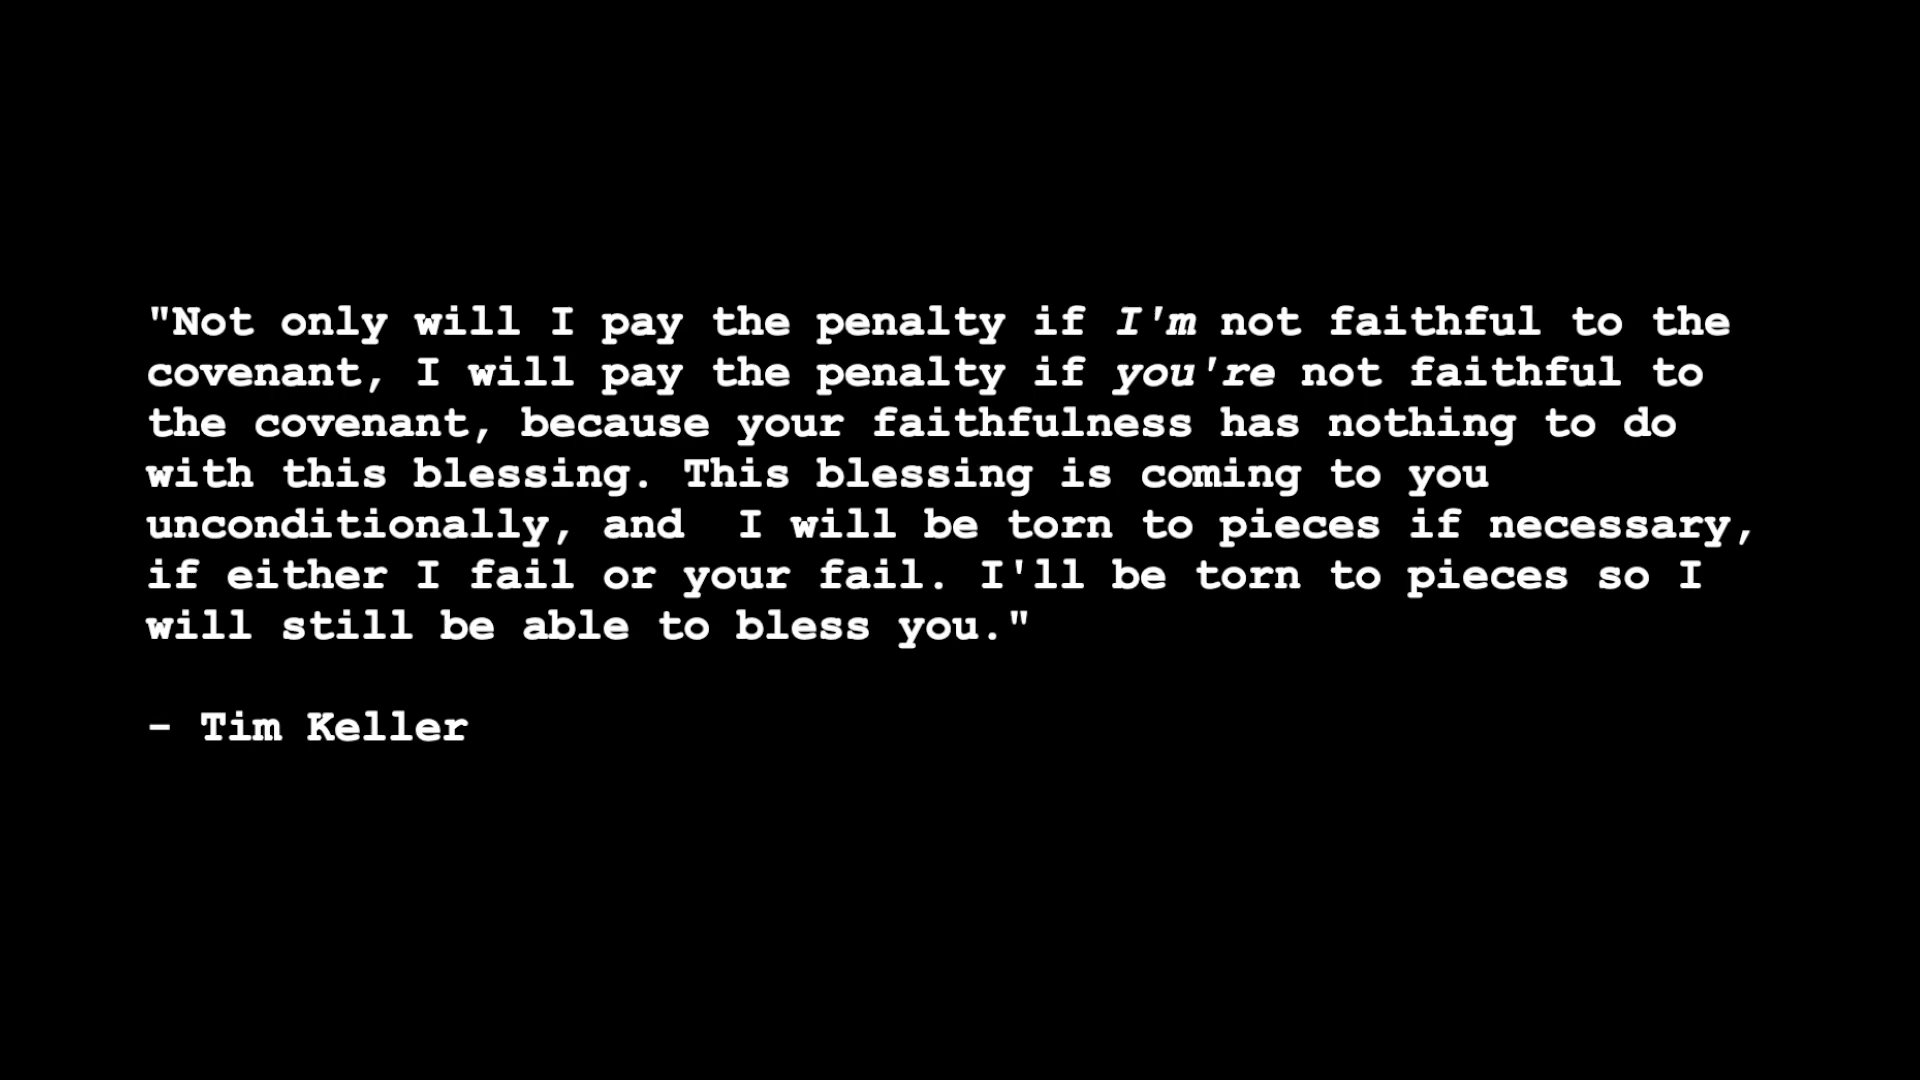 "Not only will I pay the penalty if I'm not faithful to the
covenant, I will pay the penalty if you're not faithful to
the covenant, because your faithfulness has nothing to do
with this blessing. This blessing is coming to you
unconditionally, and  I will be torn to pieces if necessary,
if either I fail or your fail. I'll be torn to pieces so I
will still be able to bless you."
- Tim Keller